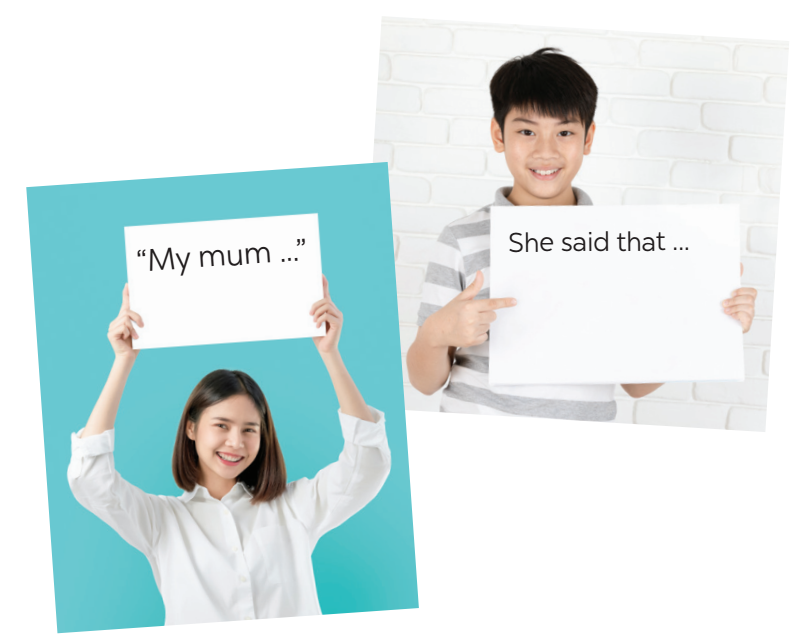 “My mum ...”
She said that ...